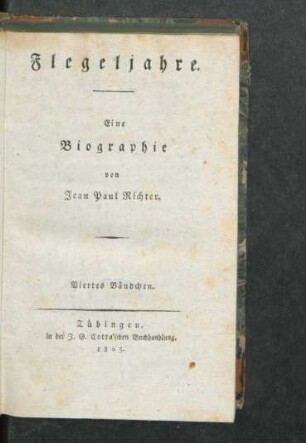 Flegeljahre.
Eine
Biographie
von
Jean Paul Richter.
Viertes Bändchen.
Tübingen,
in der J. G. Cotta'schen Buchhandlung,
1805.